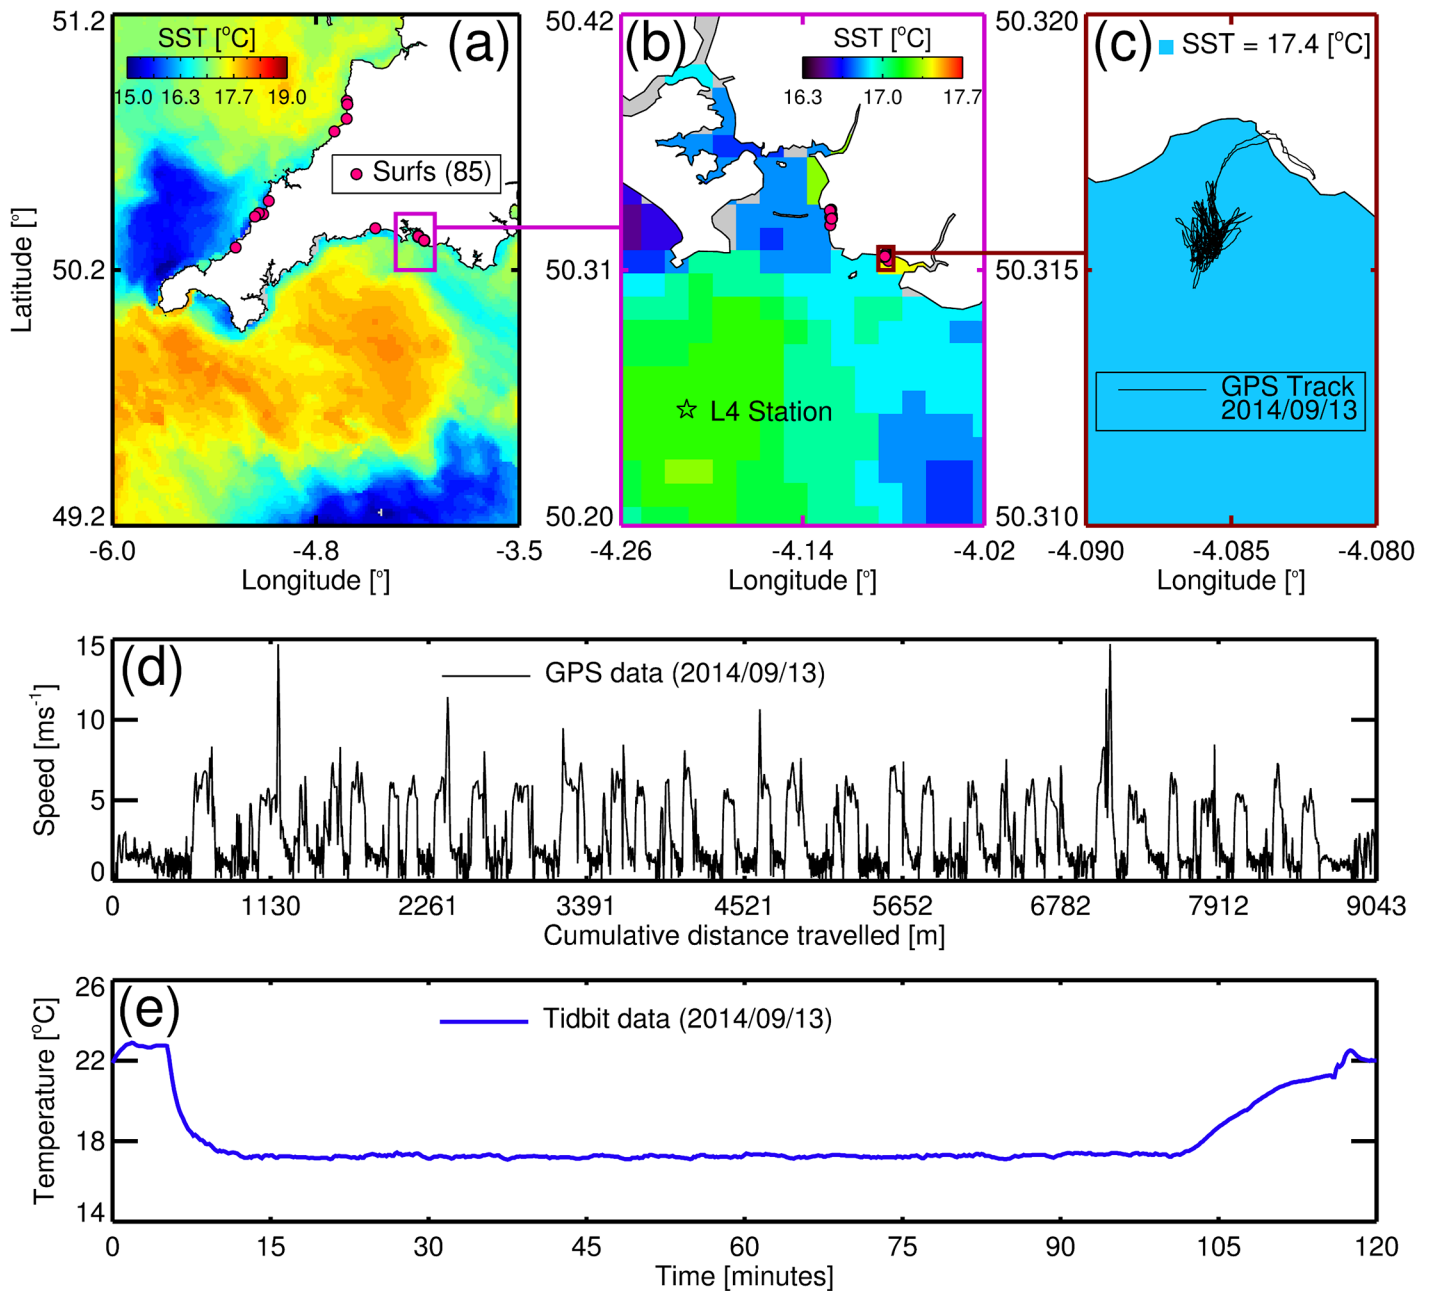 51.2
(a)
SST [°C]
15.0 16.3 17.7 19.0
Surfs (85)
50.2
49.2
Latitude [°]
-6.0 -4.8 -3.5
Longitude [°]
50.42
(b)
SST [°C]
16.3 17.0 17.7
50.31
L4 Station
50.20
-4.26 -4.14 -4.02
Longitude [°]
50.320
(c)
SST = 17.4 [°C]
50.315
GPS Track
2014/09/13
50.310
-4.090 -4.085 -4.080
Longitude [°]
15
(d)
GPS data (2014/09/13)
10
5
0
Speed [ms⁻¹]
0 1130 2261 3391 4521 5652 6782 7912 9043
Cumulative distance travelled [m]
26
(e)
Tidbit data (2014/09/13)
22
18
14
Temperature [°C]
0 15 30 45 60 75 90 105 120
Time [minutes]